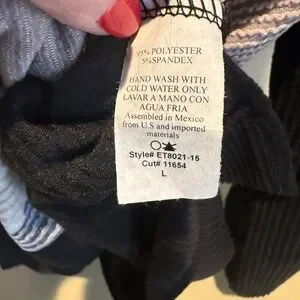 95% POLYESTER
5%SPANDEX
HAND WASH WITH
COLD WATER ONLY
LAVAR A MANO CON
AGUA FRIA
Assembled in Mexico
from U.S and imported
materials
Style# ET8021-15
Cut# 11654
L